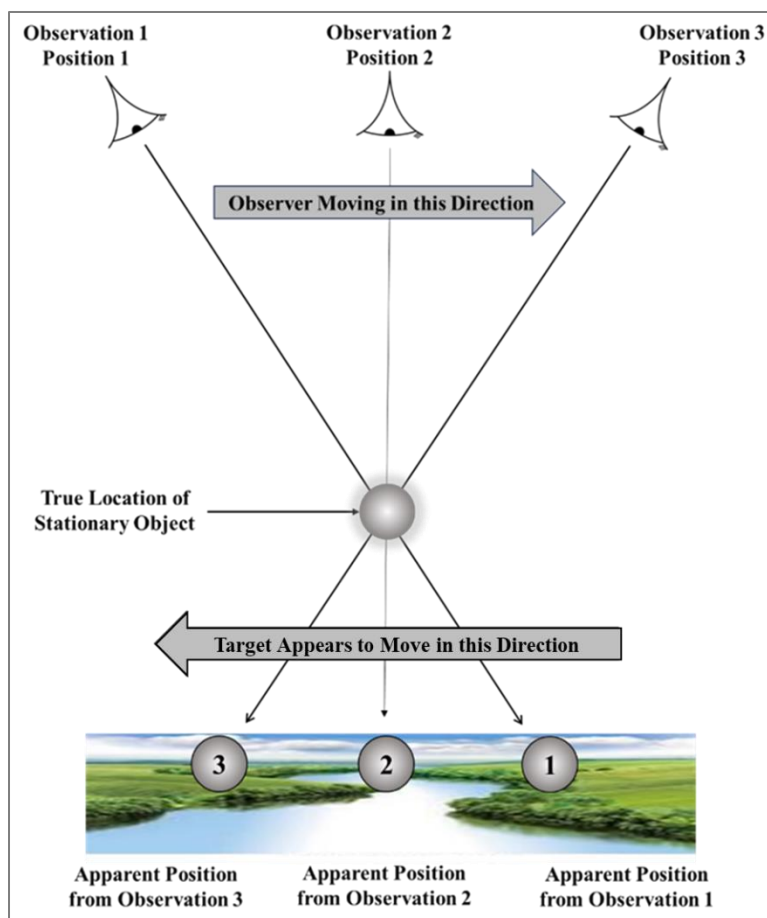 Observation 1
Position 1
Observation 2
Position 2
Observation 3
Position 3
Observer Moving in this Direction
True Location of
Stationary Object
Target Appears to Move in this Direction
3
2
1
Apparent Position
from Observation 3
Apparent Position
from Observation 2
Apparent Position
from Observation 1